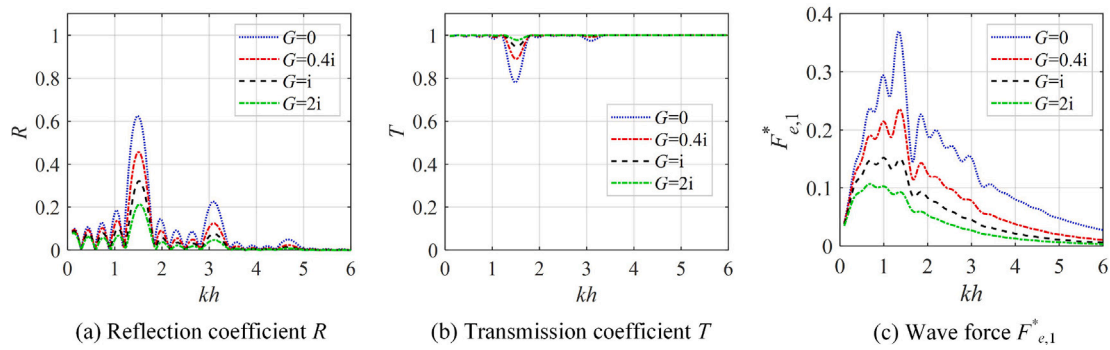 1
0.8
0.6
0.4
0.2
0
R
G=0
G=0.4i
G=i
G=2i
0 1 2 3 4 5 6
kh
(a) Reflection coefficient R
1
0.8
0.6
0.4
0.2
0
T
G=0
G=0.4i
G=i
G=2i
0 1 2 3 4 5 6
kh
(b) Transmission coefficient T
0.4
0.3
0.2
0.1
0
F*e,1
G=0
G=0.4i
G=i
G=2i
0 1 2 3 4 5 6
kh
(c) Wave force F*e,1